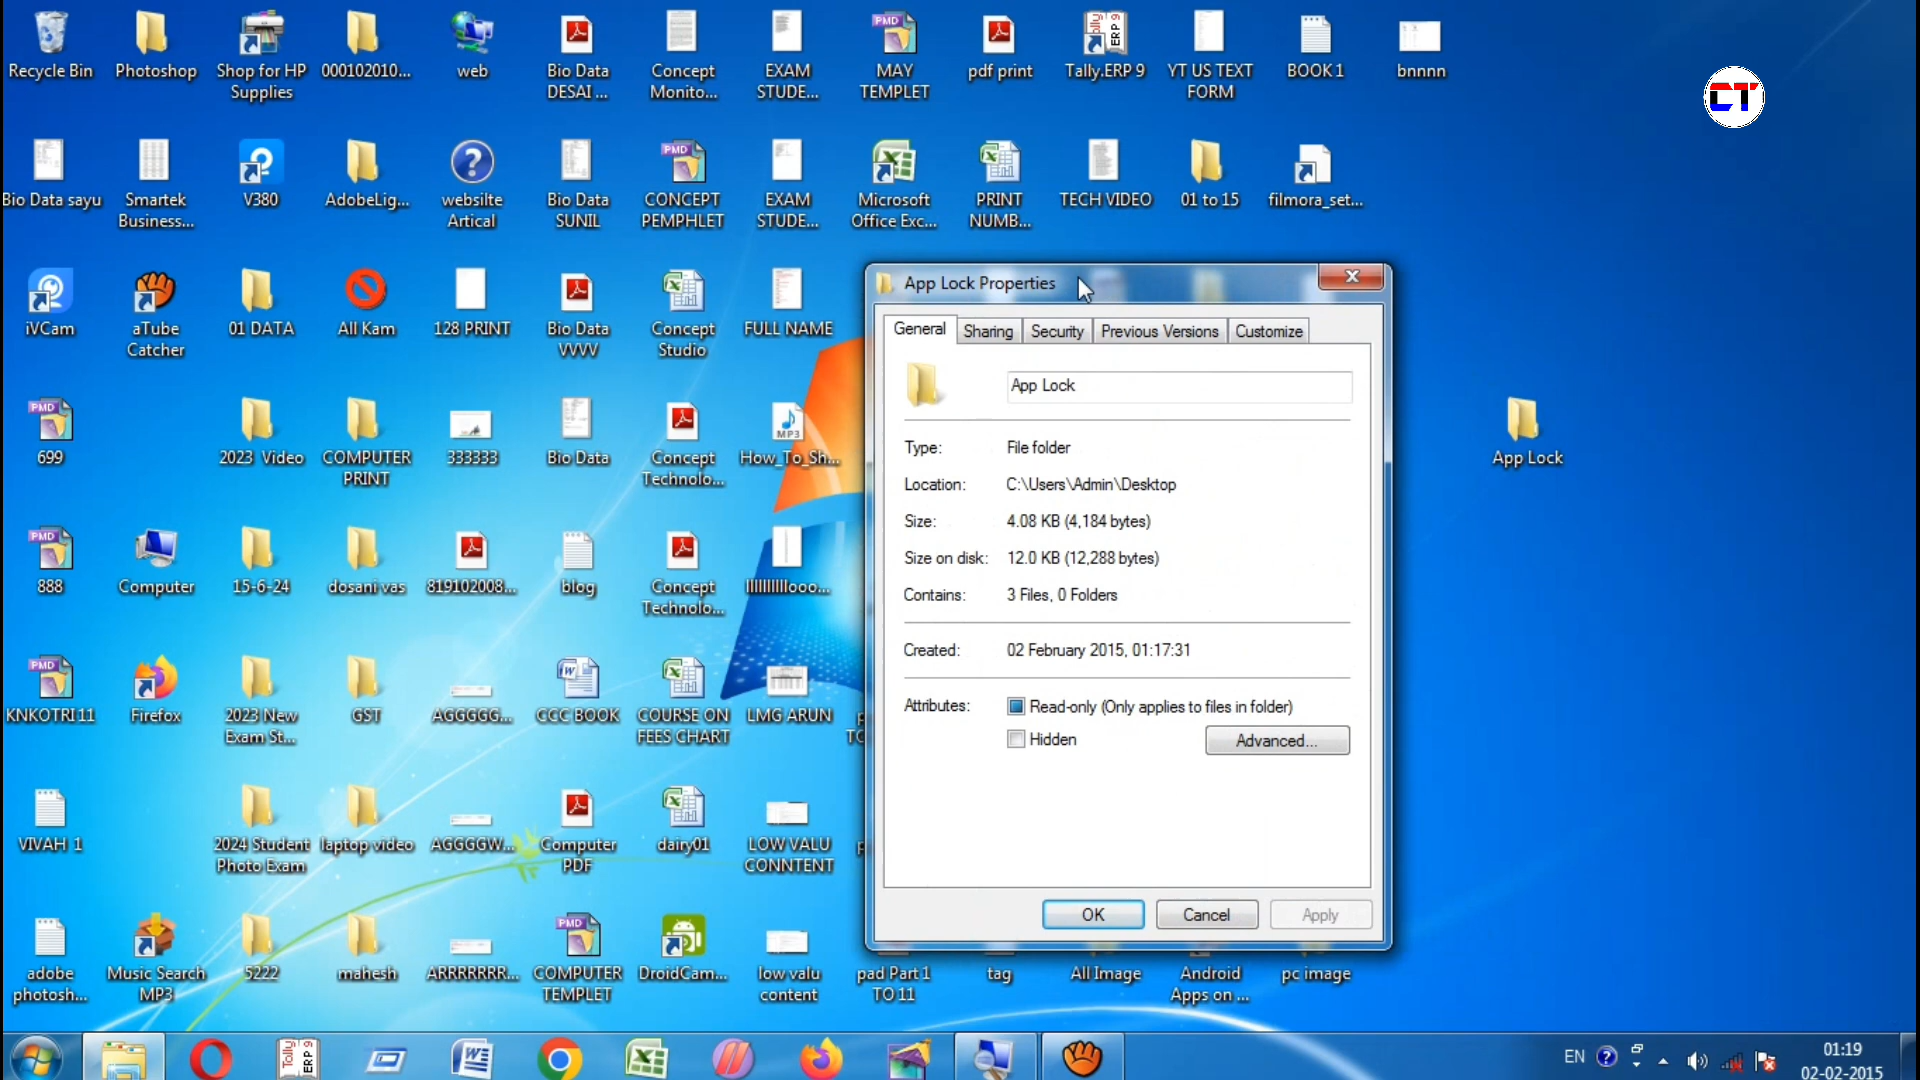 Recycle Bin
Photoshop
Shop for HP
Supplies
000102010...
web
Bio Data
DESAI ...
Concept
Monito...
EXAM
STUDE...
MAY
TEMPLET
pdf print
Tally.ERP 9
YT US TEXT
FORM
BOOK 1
bnnnn
CT
Bio Data sayu
Smartek
Business...
V380
AdobeLig...
websilte
Artical
Bio Data
SUNIL
CONCEPT
PEMPHLET
EXAM
STUDE...
Microsoft
Office Exc...
PRINT
NUMB...
TECH VIDEO
01 to 15
filmora_set...
iVCam
aTube
Catcher
01 DATA
All Kam
128 PRINT
Bio Data
VVVV
Concept
Studio
FULL NAME
699
2023 Video
COMPUTER
PRINT
333333
Bio Data
Concept
Technolo...
How_To_Sh...
App Lock
888
Computer
15-6-24
dosani vas
819102008...
blog
Concept
Technolo...
KNKOTRI 11
Firefox
2023 New
Exam St...
GST
AGGGGG...
CCC BOOK
COURSE ON
FEES CHART
LMG ARUN
VIVAH 1
2024 Student
Photo Exam
laptop video
AGGGGW...
Computer
PDF
dairy01
LOW VALU
CONNTENT
adobe
photosh...
Music Search
MP3
5222
mahesh
ARRRRRRR...
COMPUTER
TEMPLET
DroidCam...
low valu
content
pad Part 1
TO 11
tag
All Image
Android
Apps on ...
pc image
App Lock Properties
General
Sharing
Security
Previous Versions
Customize
App Lock
Type: File folder
Location: C:\Users\Admin\Desktop
Size: 4.08 KB (4,184 bytes)
Size on disk: 12.0 KB (12,288 bytes)
Contains: 3 Files, 0 Folders
Created: 02 February 2015, 01:17:31
Attributes: Read-only (Only applies to files in folder)
Hidden
Advanced...
OK
Cancel
Apply
EN
01:19
02-02-2015